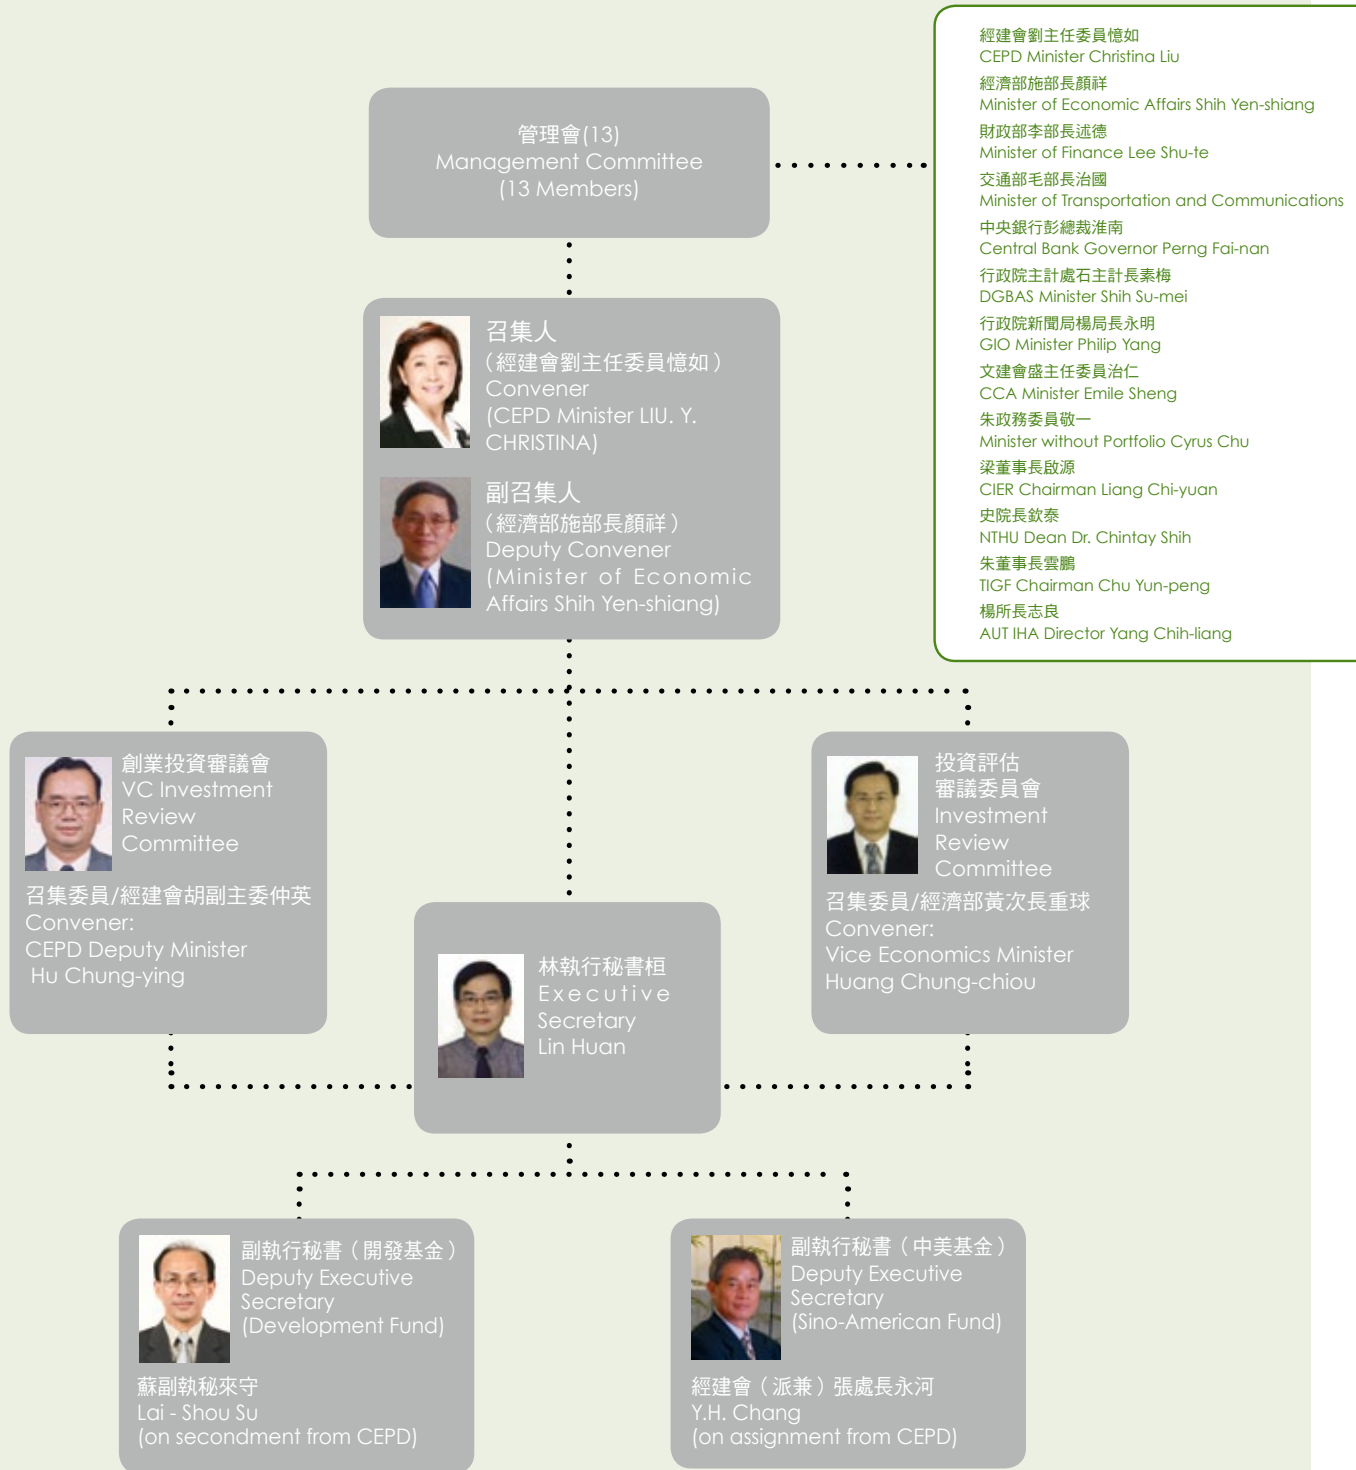 管理會(13)
Management Committee
(13 Members)
經建會劉主任委員憶如
CEPD Minister Christina Liu
經濟部施部長顏祥
Minister of Economic Affairs Shih Yen-shiang
財政部李部長述德
Minister of Finance Lee Shu-te
交通部毛部長治國
Minister of Transportation and Communications
中央銀行彭總裁淮南
Central Bank Governor Perng Fai-nan
行政院主計處石主計長素梅
DGBAS Minister Shih Su-mei
行政院新聞局楊局長永明
GIO Minister Philip Yang
文建會盛主任委員治仁
CCA Minister Emile Sheng
朱政務委員敬一
Minister without Portfolio Cyrus Chu
梁董事長啟源
CIER Chairman Liang Chi-yuan
史院長欽泰
NTHU Dean Dr. Chintay Shih
朱董事長雲鵬
TIGF Chairman Chu Yun-peng
楊所長志良
AUT IHA Director Yang Chih-liang
召集人
（經建會劉主任委員憶如）
Convener
(CEPD Minister LIU. Y.
CHRISTINA)
副召集人
（經濟部施部長顏祥）
Deputy Convener
(Minister of Economic
Affairs Shih Yen-shiang)
創業投資審議會
VC Investment
Review
Committee
召集委員/經建會胡副主委仲英
Convener:
CEPD Deputy Minister
Hu Chung-ying
投資評估
審議委員會
Investment
Review
Committee
召集委員/經濟部黃次長重球
Convener:
Vice Economics Minister
Huang Chung-chiou
林執行秘書桓
Executive
Secretary
Lin Huan
副執行秘書（開發基金）
Deputy Executive
Secretary
(Development Fund)
蘇副執秘來守
Lai - Shou Su
(on secondment from CEPD)
副執行秘書（中美基金）
Deputy Executive
Secretary
(Sino-American Fund)
經建會（派兼）張處長永河
Y.H. Chang
(on assignment from CEPD)